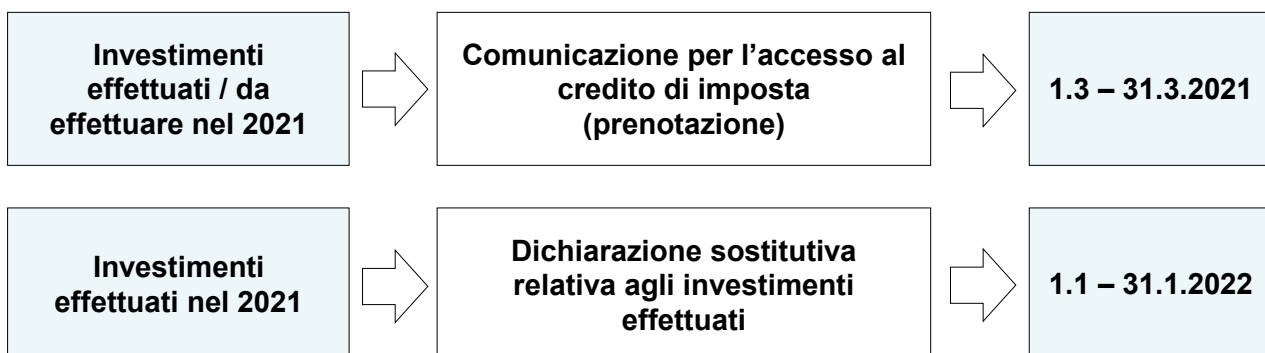 Investimenti
effettuati / da
effettuare nel 2021
Comunicazione per l’accesso al
credito di imposta
(prenotazione)
1.3 – 31.3.2021
Investimenti
effettuati nel 2021
Dichiarazione sostitutiva
relativa agli investimenti
effettuati
1.1 – 31.1.2022